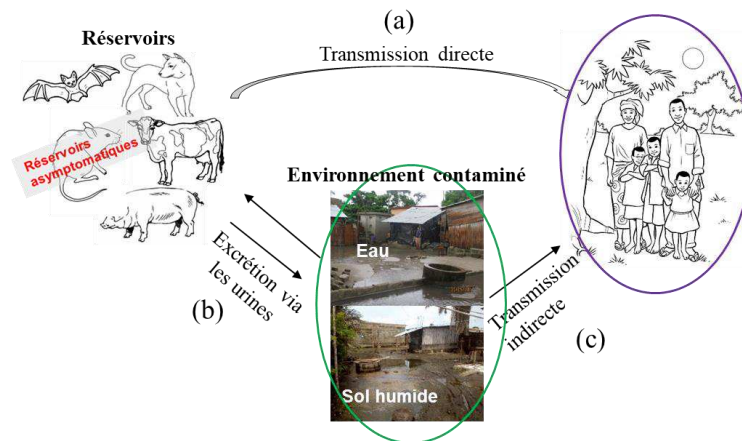 (a)
Réservoirs
Transmission directe
Réservoirs
asymptomatiques
Environnement contaminé
Eau
Excrétion via
les urines
(b)
Transmission
indirecte
(c)
Sol humide